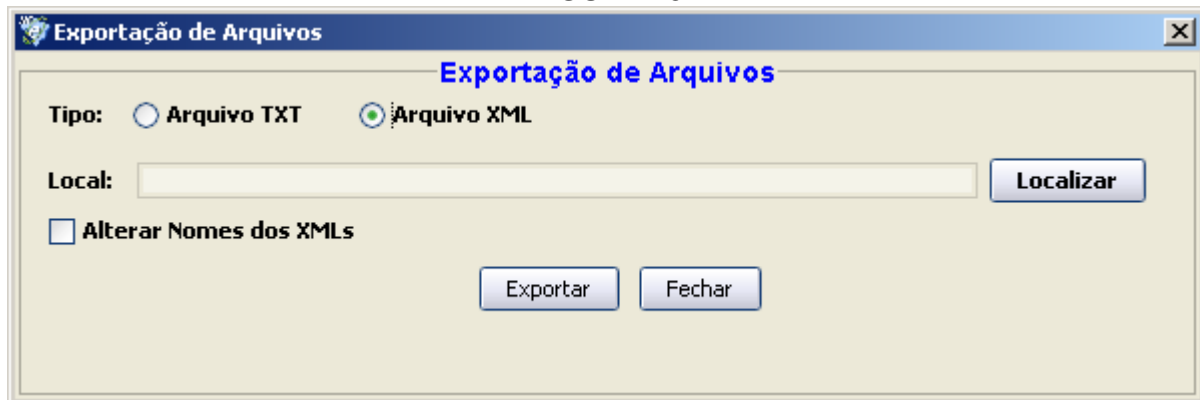 Exportação de Arquivos
Exportação de Arquivos
Tipo: Arquivo TXT Arquivo XML
Local: Localizar
Alterar Nomes dos XMLs
Exportar Fechar